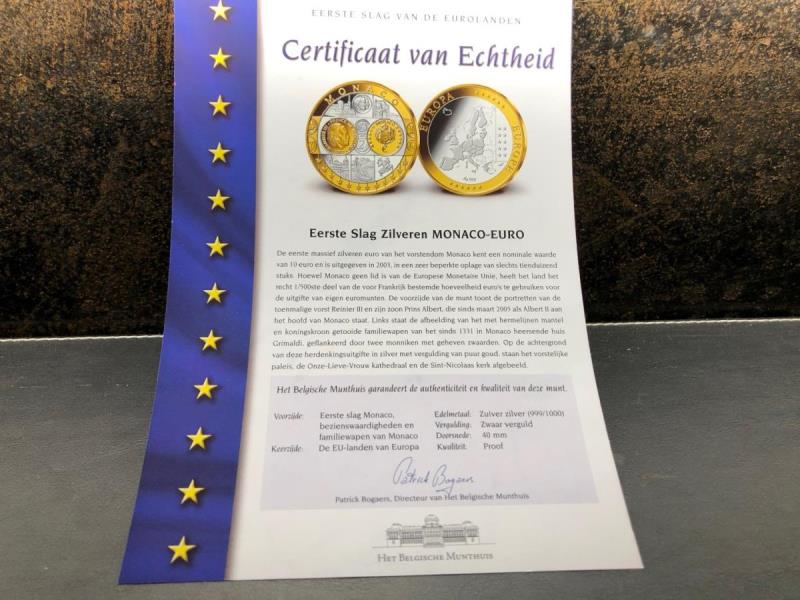 EERSTE SLAG VAN DE EUROLANDEN
Certificaat van Echtheid
MONACO
EUROPA
EUROPE
Eerste Slag Zilveren MONACO-EURO
De eerste massief zilveren euro van het vorstendom Monaco kent een nominale waarde
van 10 euro en is uitgegeven in 2003, in een zeer beperkte oplage van slechts tienduizend
stuks. Hoewel Monaco geen lid is van de Europese Monetaire Unie, heeft het land het
recht 1/500ste deel van de voor Frankrijk bestemde hoeveelheid euro's te gebruiken voor
de uitgifte van eigen euromunten. De voorzijde van de munt toont de portretten van de
toenmalige vorst Reinier III en zijn zoon Prins Albert, die sinds maart 2005 als Albert II aan
het hoofd van Monaco staat. Links staat de afbeelding van het met hermelijnen mantel
en koningskroon getooide familiewapen van het sinds 1331 in Monaco heersende huis
Grimaldi, geflankeerd door twee monniken met geheven zwaarden. Op de achtergrond
van deze herdenkingsuitgifte in zilver met verguldíng van puur goud, staan het vorstelijke
paleis, de Onze-Lieve-Vrouw kathedraal en de Sint-Nicolaas kerk afgebeeld.
Het Belgische Munthuis garandeert de authenticiteit en kwaliteit van deze munt.
Voorzijde: Eerste slag Monaco, Edelmetaal: Zuiver zilver (999/1000)
bezienswaardigheden en Vergulding: Zwaar verguld
familiewapen van Monaco Doorsnede: 40 mm
Keerzijde: De EU-landen van Europa Kwaliteit: Proof
Patrick Bogaers
Patrick Bogaers, Directeur van Het Belgische Munthuis
HET BELGISCHE MUNTHUIS